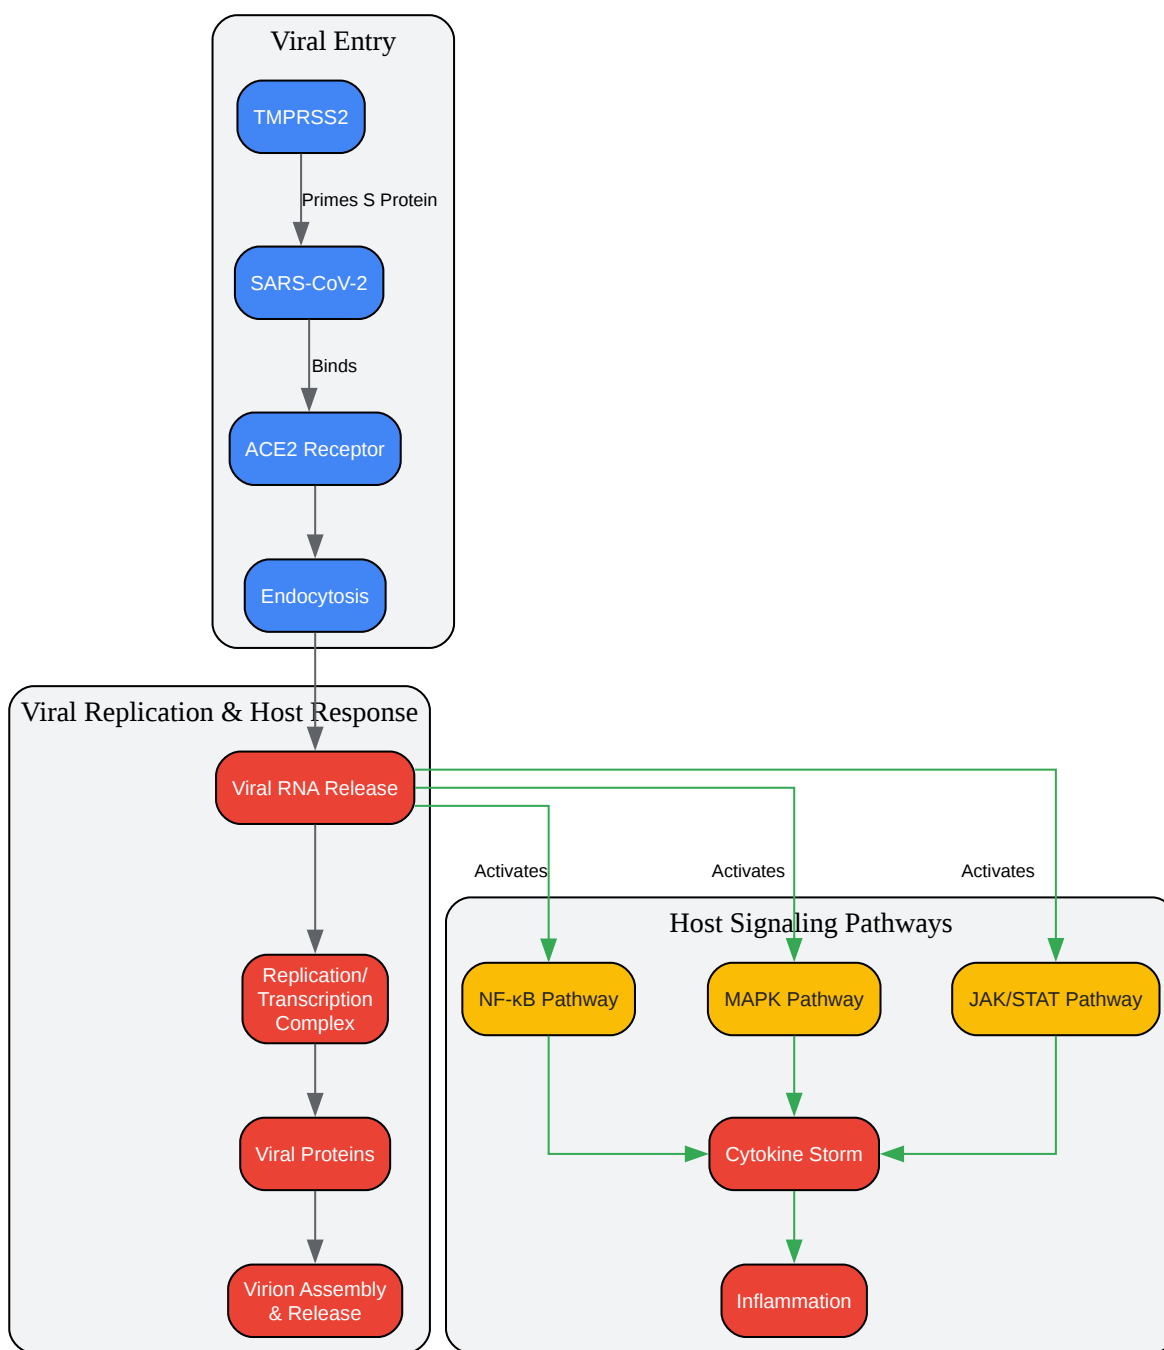 Viral Entry
TMPRSS2
Primes S Protein
SARS-CoV-2
Binds
ACE2 Receptor
Endocytosis
Viral Replication & Host Response
Viral RNA Release
Activates
Activates
Activates
Host Signaling Pathways
NF-κB Pathway
MAPK Pathway
JAK/STAT Pathway
Replication/
Transcription
Complex
Viral Proteins
Cytokine Storm
Virion Assembly
& Release
Inflammation